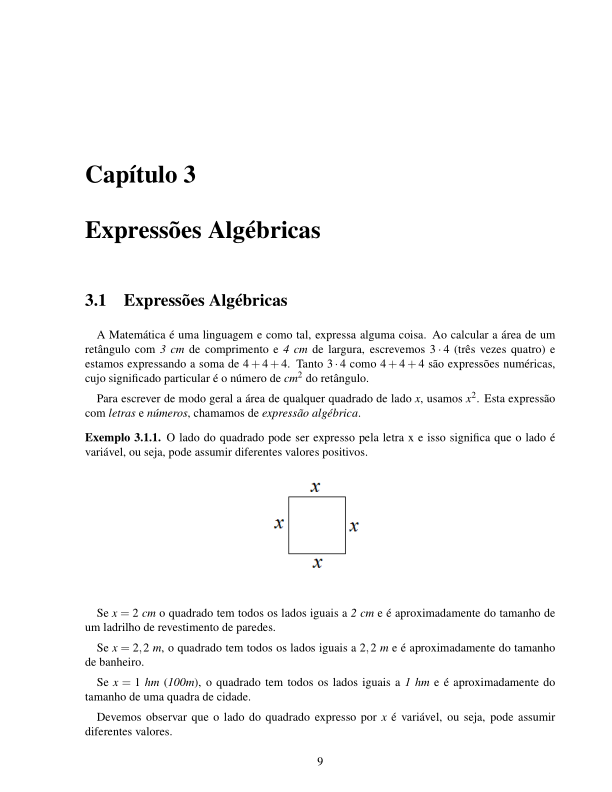 Capítulo 3
Expressões Algébricas
3.1 Expressões Algébricas
A Matemática é uma linguagem e como tal, expressa alguma coisa. Ao calcular a área de um
retângulo com 3 cm de comprimento e 4 cm de largura, escrevemos 3 · 4 (três vezes quatro) e
estamos expressando a soma de 4 + 4 + 4. Tanto 3 · 4 como 4 + 4 + 4 são expressões numéricas,
cujo significado particular é o número de cm² do retângulo.
Para escrever de modo geral a área de qualquer quadrado de lado x, usamos x². Esta expressão
com letras e números, chamamos de expressão algébrica.
Exemplo 3.1.1. O lado do quadrado pode ser expresso pela letra x e isso significa que o lado é
variável, ou seja, pode assumir diferentes valores positivos.
x
x x
x
Se x = 2 cm o quadrado tem todos os lados iguais a 2 cm e é aproximadamente do tamanho de
um ladrilho de revestimento de paredes.
Se x = 2,2 m, o quadrado tem todos os lados iguais a 2,2 m e é aproximadamente do tamanho
de banheiro.
Se x = 1 hm (100m), o quadrado tem todos os lados iguais a 1 hm e é aproximadamente do
tamanho de uma quadra de cidade.
Devemos observar que o lado do quadrado expresso por x é variável, ou seja, pode assumir
diferentes valores.
9